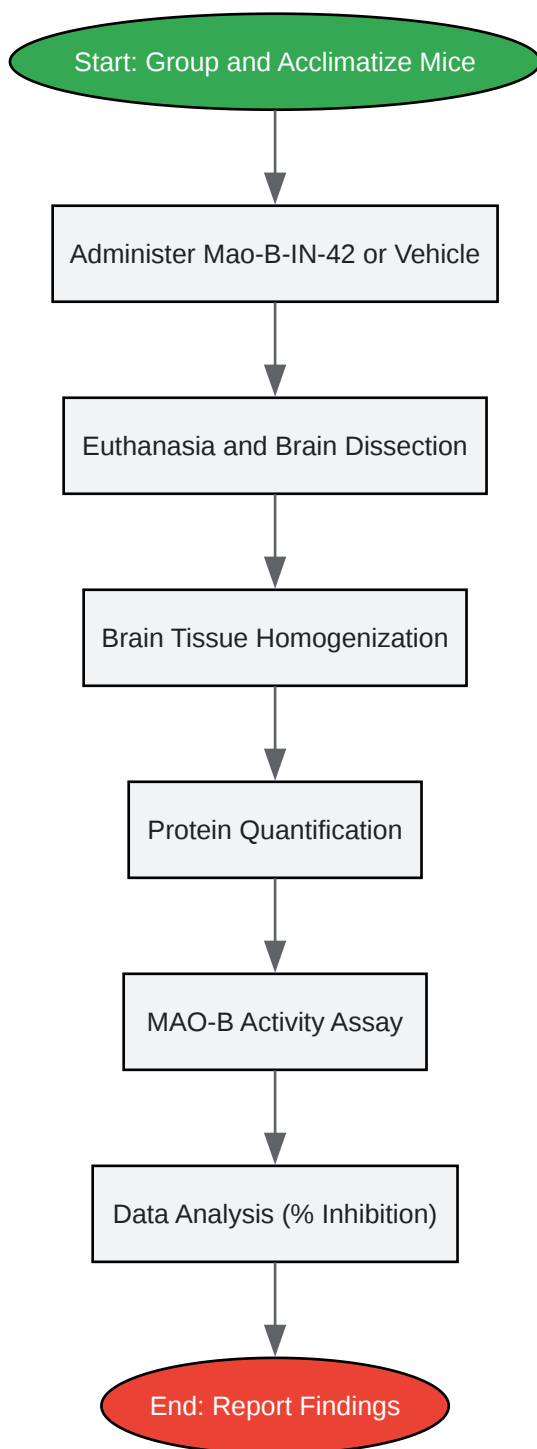 Start: Group and Acclimatize Mice
Administer Mao-B-IN-42 or Vehicle
Euthanasia and Brain Dissection
Brain Tissue Homogenization
Protein Quantification
MAO-B Activity Assay
Data Analysis (% Inhibition)
End: Report Findings